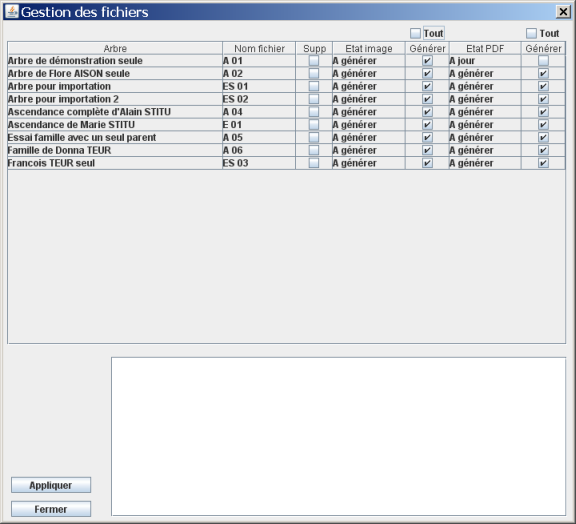 Gestion des fichiers
Tout Tout
Arbre Nom fichier Supp Etat image Générer Etat PDF Générer
Arbre de démonstration seule A 01 A générer A jour
Arbre de Flore AISON seule A 02 A générer A générer
Arbre pour importation ES 01 A générer A générer
Arbre pour importation 2 ES 02 A générer A générer
Ascendance complète d'Alain STITU A 04 A générer A générer
Ascendance de Marie STITU E 01 A générer A générer
Essai famille avec un seul parent A 05 A générer A générer
Famille de Donna TEUR A 06 A générer A générer
Francois TEUR seul ES 03 A générer A générer
Appliquer
Fermer